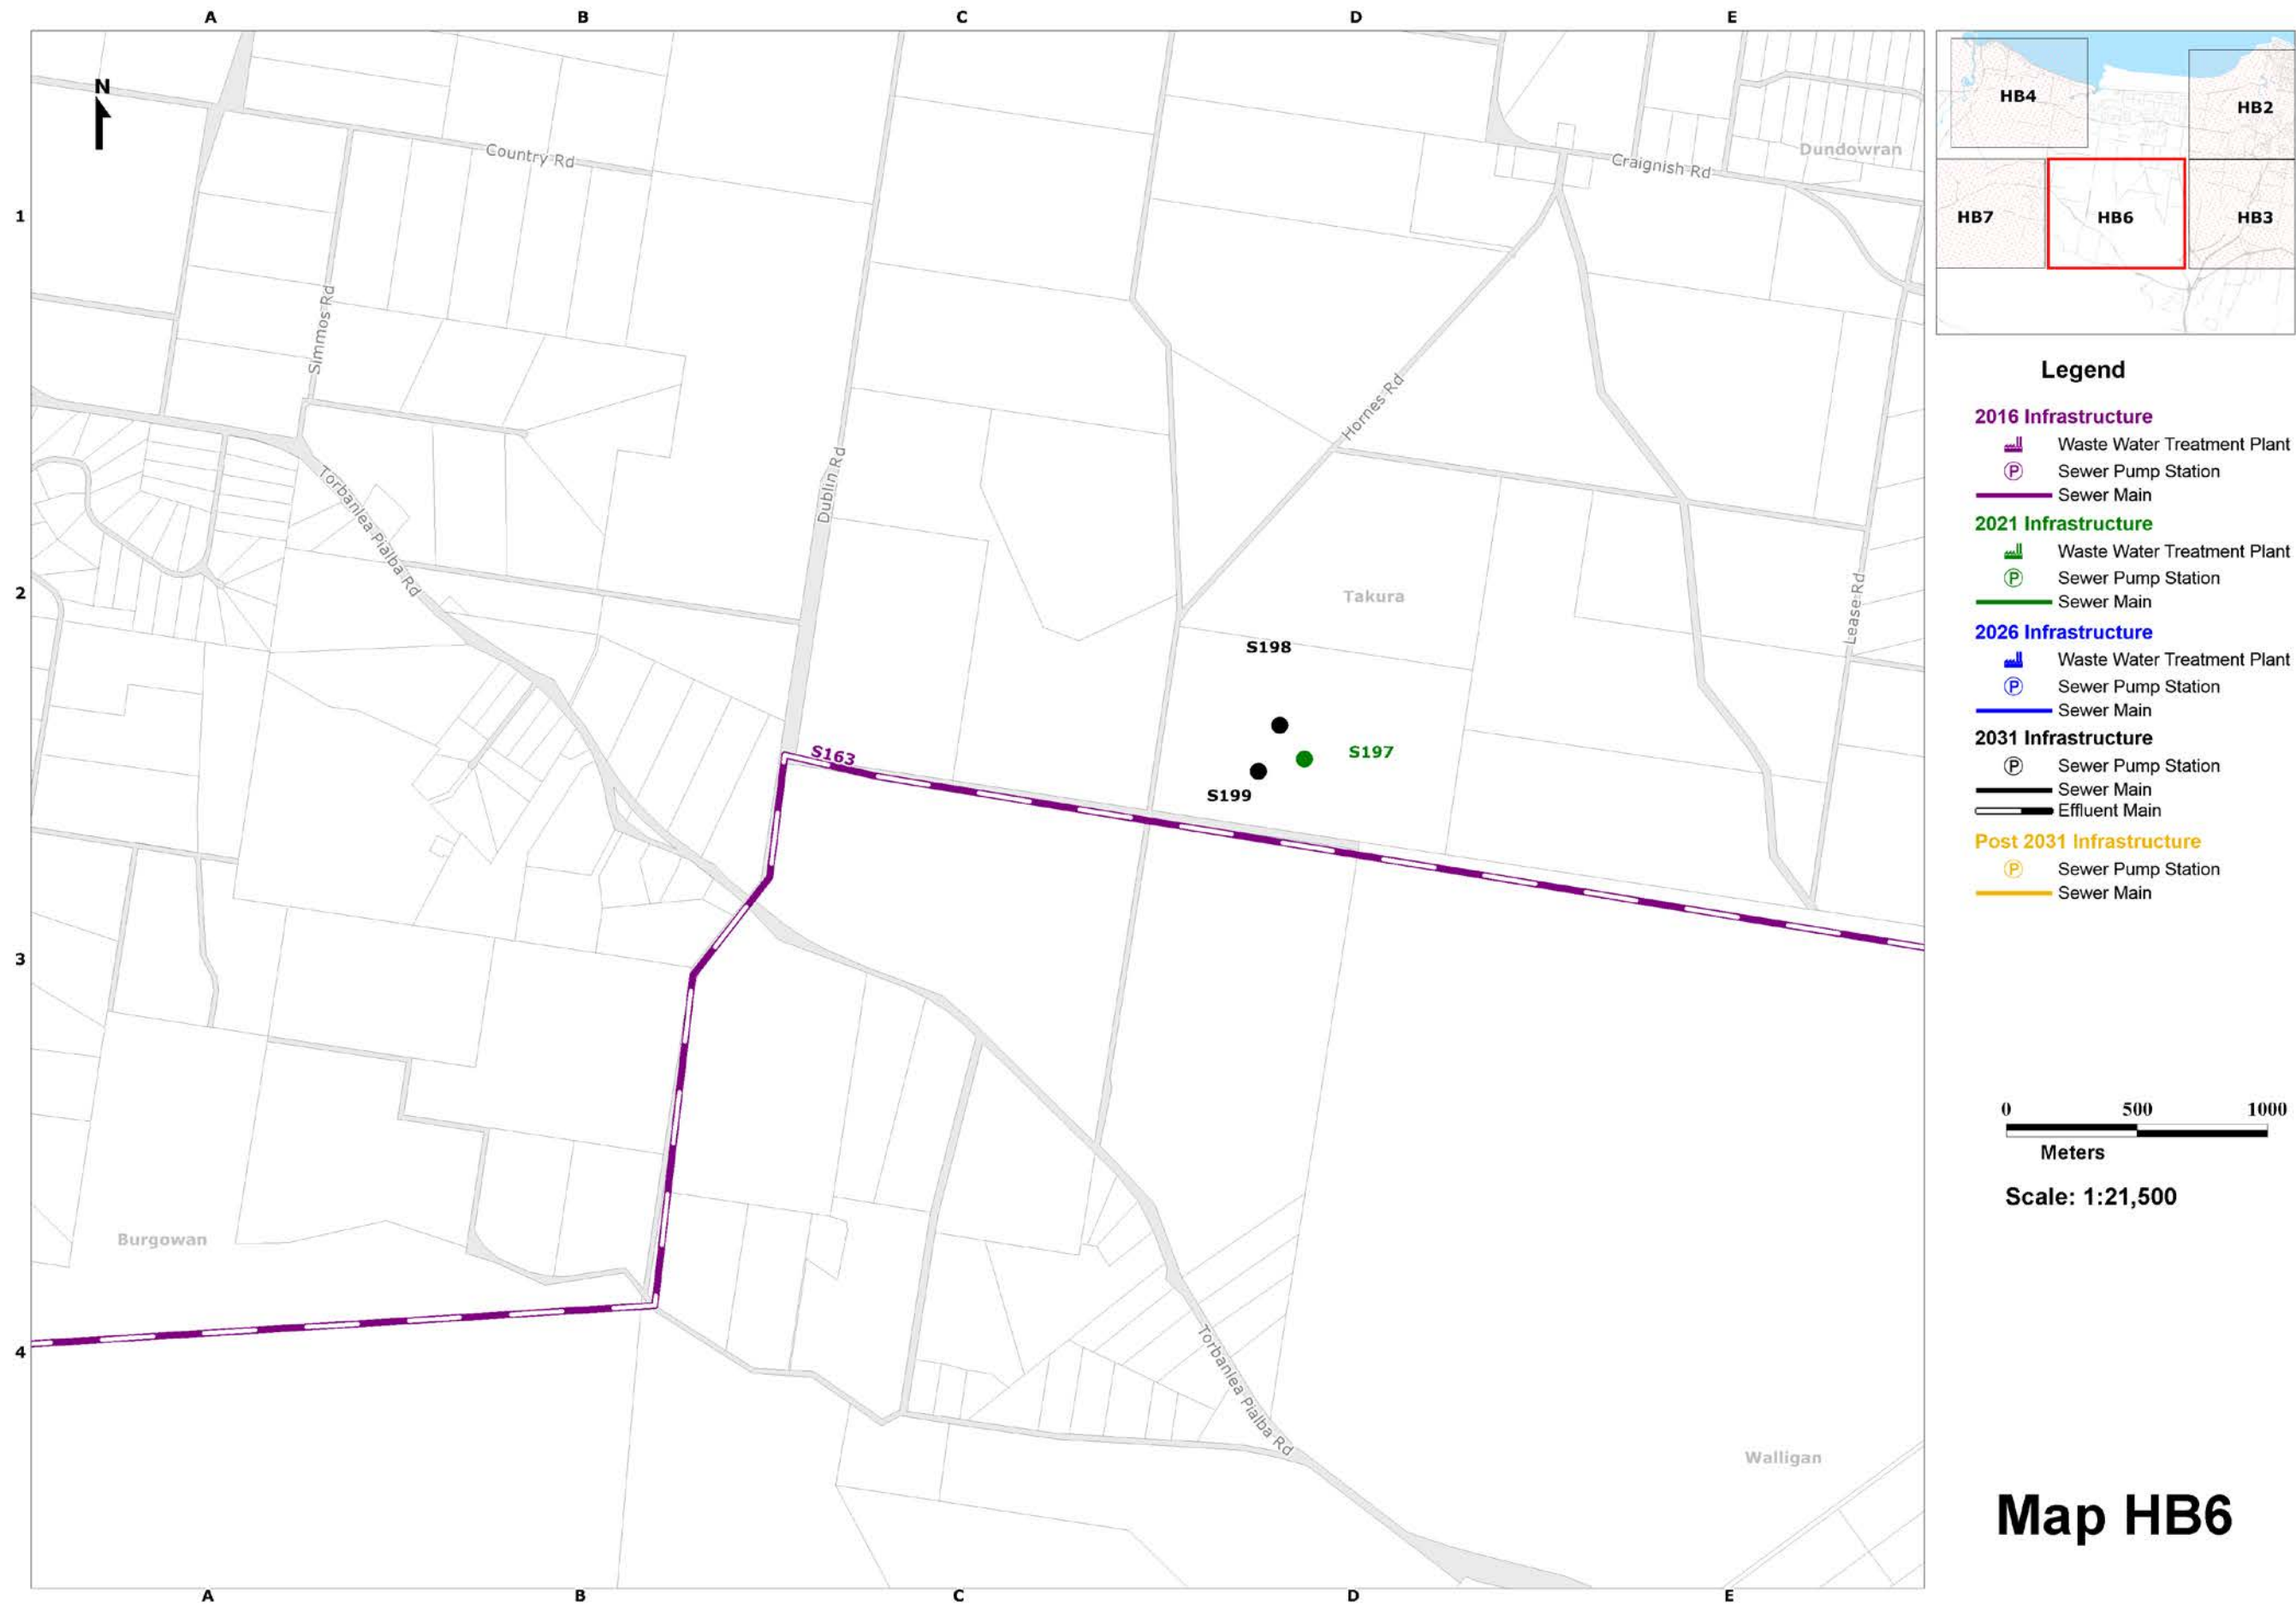 A B C D E
N
Country Rd
Craignish Rd
Dundowran
1
Simmos Rd
Hornes Rd
Dublin Rd
Torbanlea Pialba Rd
2
Takura
Lease Rd
S198
S163
S197
S199
3
Burgowan
4
Torbanlea Pialba Rd
Walligan
A B C D E
HB4
HB2
HB7
HB6
HB3
Legend
2016 Infrastructure
Waste Water Treatment Plant
P Sewer Pump Station
Sewer Main
2021 Infrastructure
Waste Water Treatment Plant
P Sewer Pump Station
Sewer Main
2026 Infrastructure
Waste Water Treatment Plant
P Sewer Pump Station
Sewer Main
2031 Infrastructure
P Sewer Pump Station
Sewer Main
Effluent Main
Post 2031 Infrastructure
P Sewer Pump Station
Sewer Main
0 500 1000
Meters
Scale: 1:21,500
Map HB6